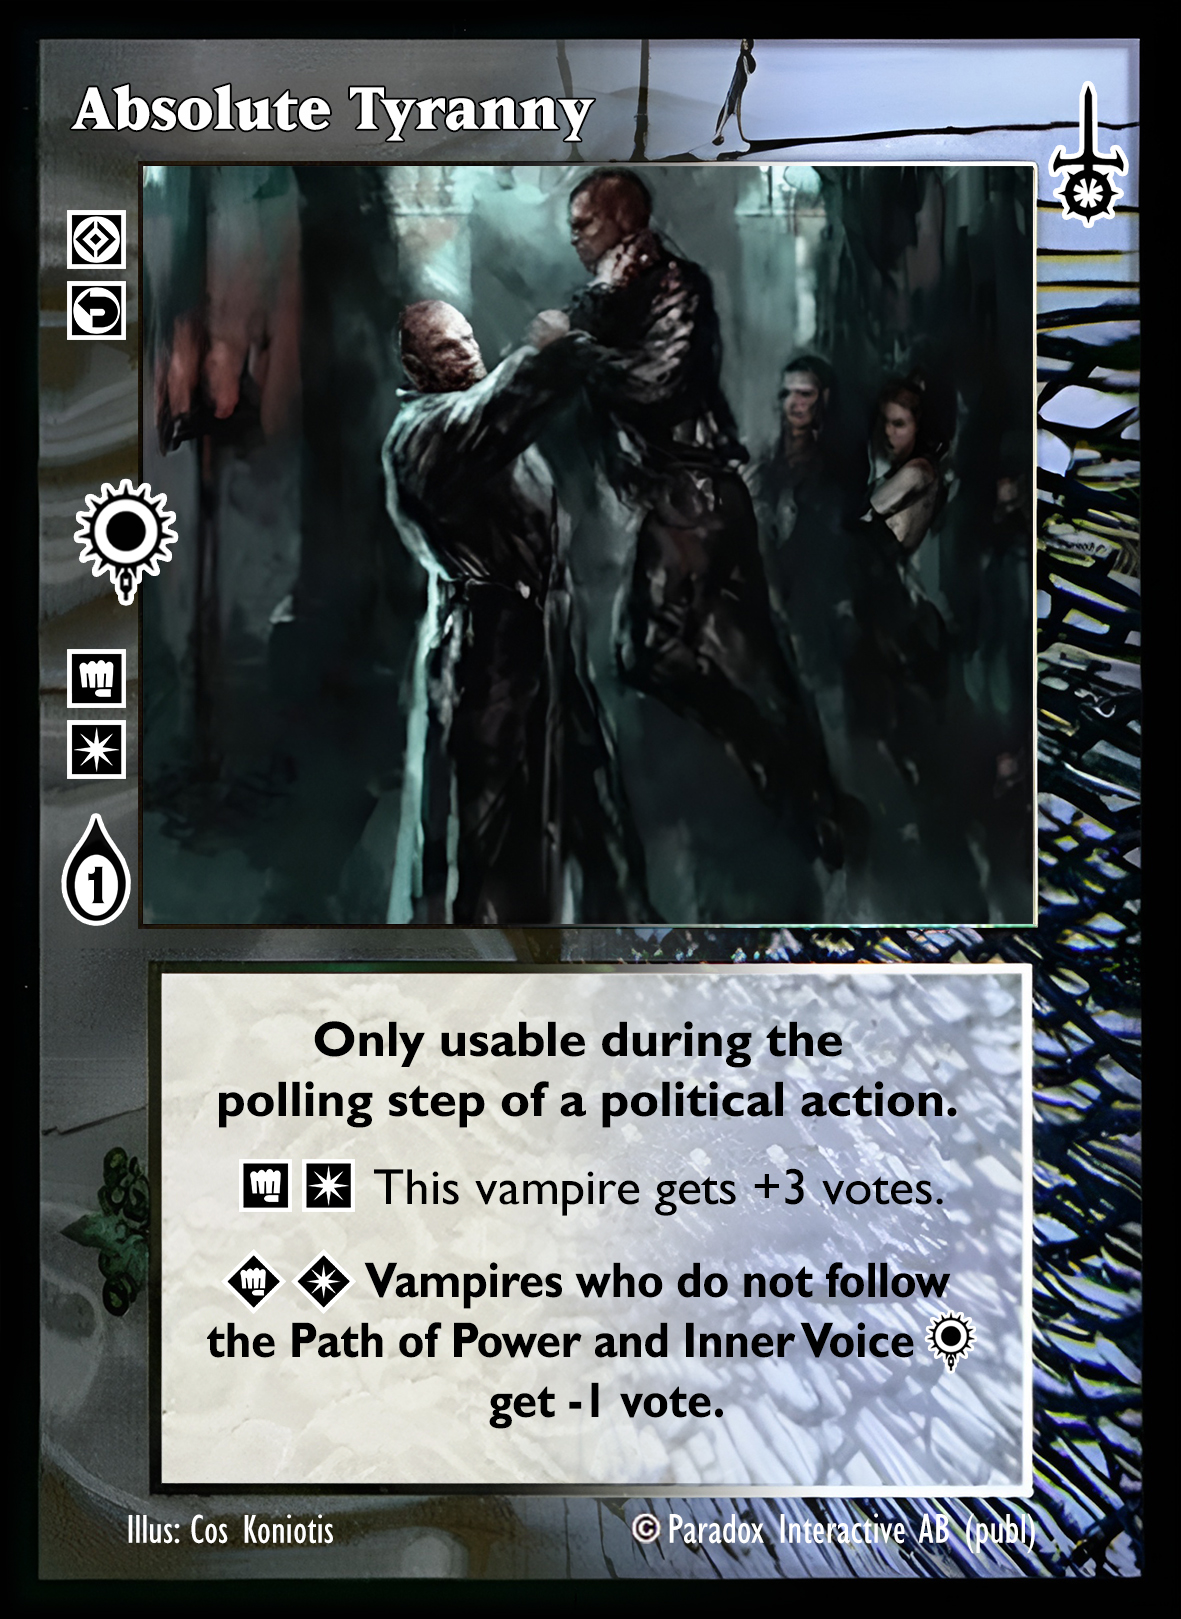 Absolute Tyranny
1
Only usable during the
polling step of a political action.
This vampire gets +3 votes.
Vampires who do not follow
the Path of Power and Inner Voice
get -1 vote.
Illus: Cos Koniotis
© Paradox Interactive AB (publ)